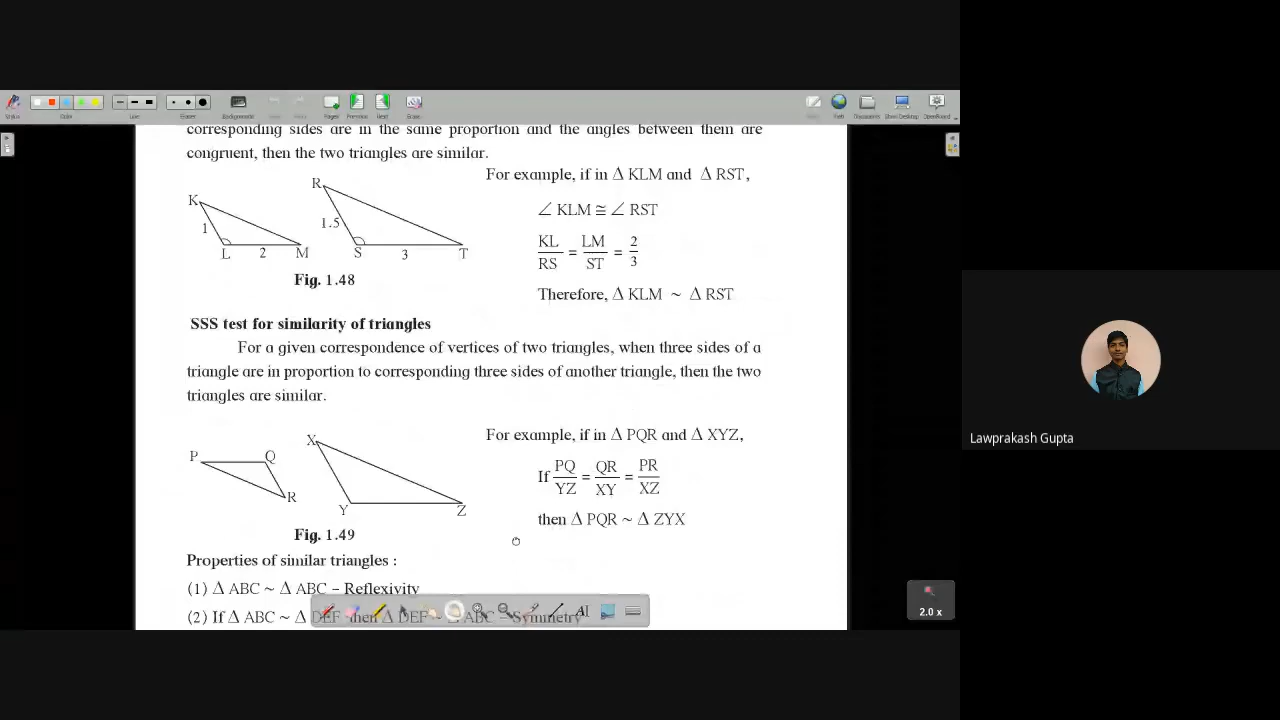 corresponding sides are in the same proportion and the angles between them are
congruent, then the two triangles are similar.
For example, if in Δ KLM and Δ RST,
∠ KLM ≅ ∠ RST
KL/RS = LM/ST = 2/3
Therefore, Δ KLM ~ Δ RST
K
R
1
1.5
L
2
M
S
3
T
Fig. 1.48
SSS test for similarity of triangles
For a given correspondence of vertices of two triangles, when three sides of a
triangle are in proportion to corresponding three sides of another triangle, then the two
triangles are similar.
For example, if in Δ PQR and Δ XYZ,
If PQ/YZ = QR/XY = PR/XZ
then Δ PQR ~ Δ ZYX
P
Q
R
X
Y
Z
Fig. 1.49
Properties of similar triangles :
(1) Δ ABC ~ Δ ABC – Reflexivity
(2) If Δ ABC ~ Δ DEF then Δ DEF ~ Δ ABC – Symmetry
2.0 x
Lawprakash Gupta